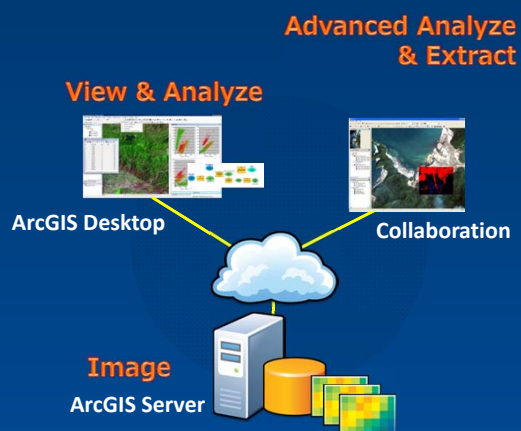 Advanced Analyze
& Extract
View & Analyze
ArcGIS Desktop
Collaboration
Image
ArcGIS Server